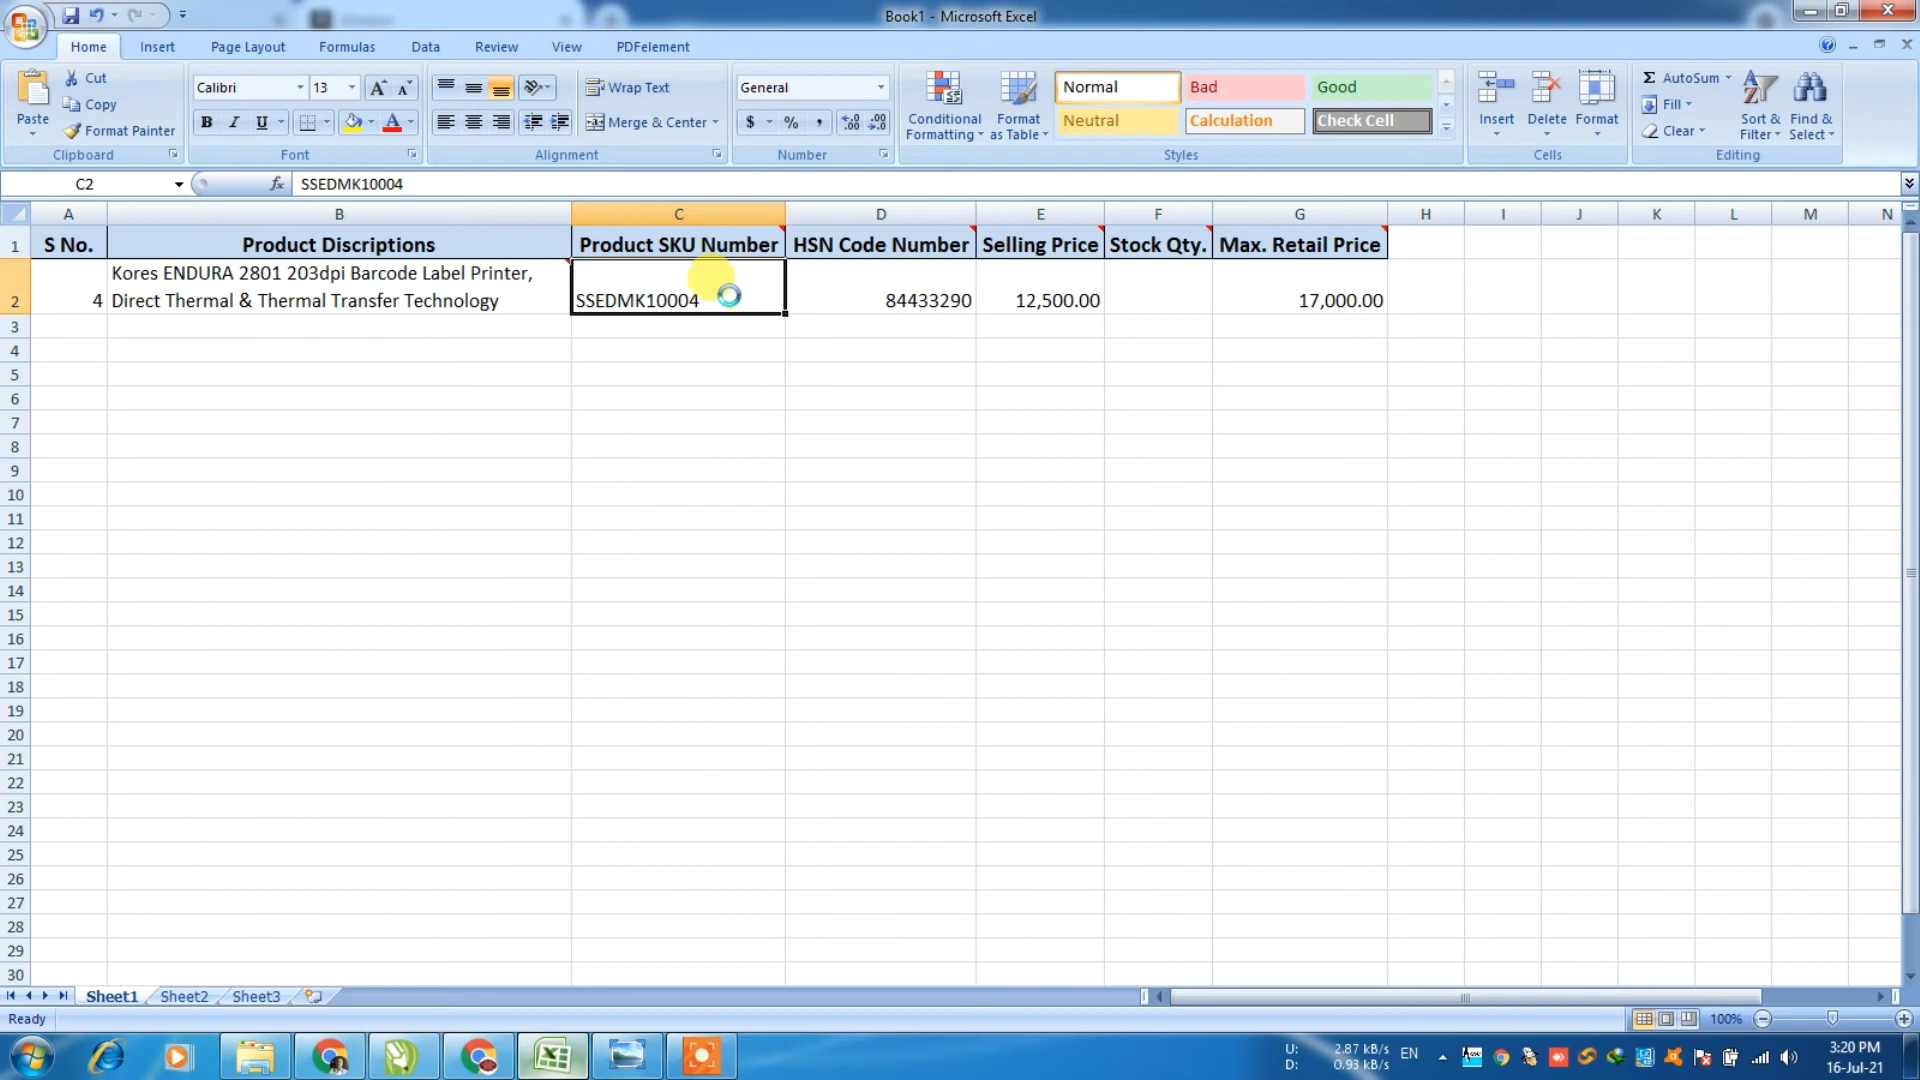 Book1 - Microsoft Excel
Home Insert Page Layout Formulas Data Review View PDFelement
Paste Cut Copy Format Painter Clipboard
Calibri 13 B I U Font
Wrap Text Merge & Center Alignment
General $ % , Number
Conditional Formatting Format as Table
Normal Bad Good
Neutral Calculation Check Cell
Styles
Insert Delete Format Cells
Σ AutoSum Fill Clear Sort & Filter Find & Select Editing
C2 fx SSEDMK10004
A B C D E F G H I J K L M N
1 S No. Product Discriptions Product SKU Number HSN Code Number Selling Price Stock Qty. Max. Retail Price
Kores ENDURA 2801 203dpi Barcode Label Printer,
2 4 Direct Thermal & Thermal Transfer Technology SSEDMK10004 84433290 12,500.00 17,000.00
3
4
5
6
7
8
9
10
11
12
13
14
15
16
17
18
19
20
21
22
23
24
25
26
27
28
29
30
Sheet1 Sheet2 Sheet3
Ready 100%
U: 2.87 kB/s EN 3:20 PM
D: 0.93 kB/s 16-Jul-21